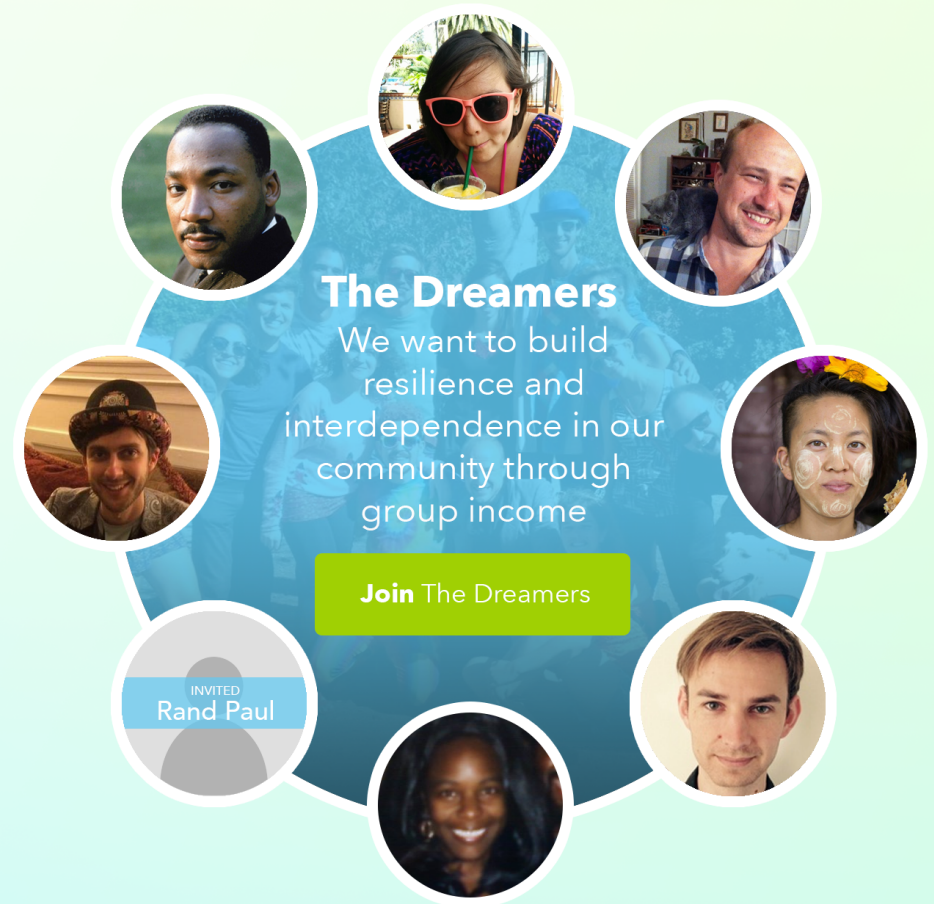 The Dreamers
We want to build
resilience and
interdependence in our
community through
group income
Join The Dreamers
INVITED
Rand Paul